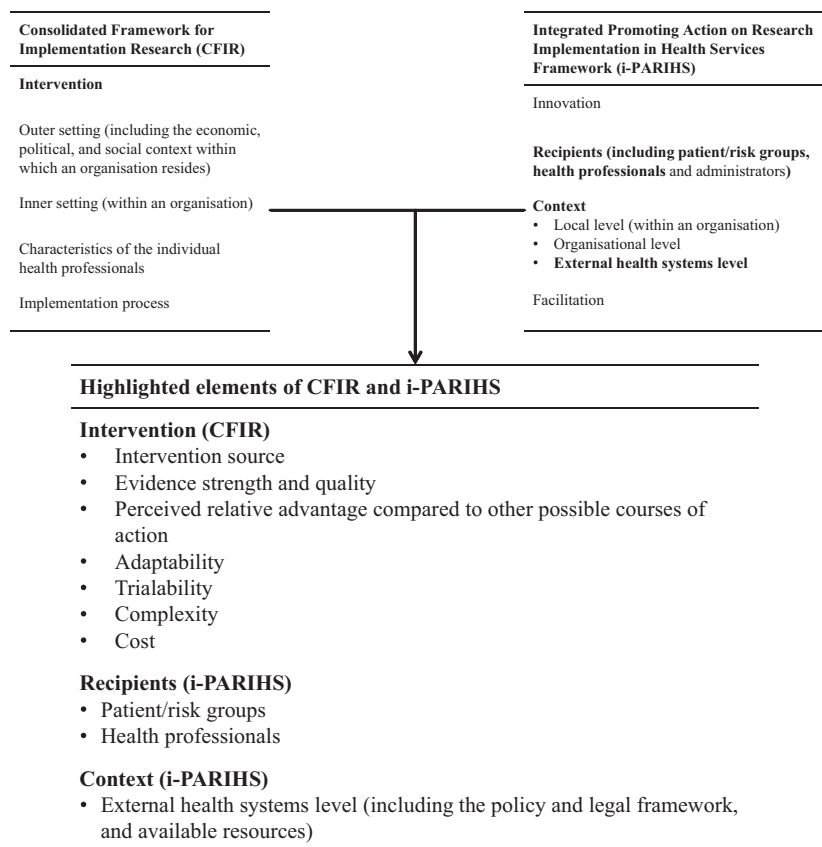 Consolidated Framework for
Implementation Research (CFIR)
Intervention
Outer setting (including the economic,
political, and social context within
which an organisation resides)
Inner setting (within an organisation)
Characteristics of the individual
health professionals
Implementation process
Integrated Promoting Action on Research
Implementation in Health Services
Framework (i-PARIHS)
Innovation
Recipients (including patient/risk groups,
health professionals and administrators)
Context
• Local level (within an organisation)
• Organisational level
• External health systems level
Facilitation
Highlighted elements of CFIR and i-PARIHS
Intervention (CFIR)
• Intervention source
• Evidence strength and quality
• Perceived relative advantage compared to other possible courses of
action
• Adaptability
• Trialability
• Complexity
• Cost
Recipients (i-PARIHS)
• Patient/risk groups
• Health professionals
Context (i-PARIHS)
• External health systems level (including the policy and legal framework,
and available resources)